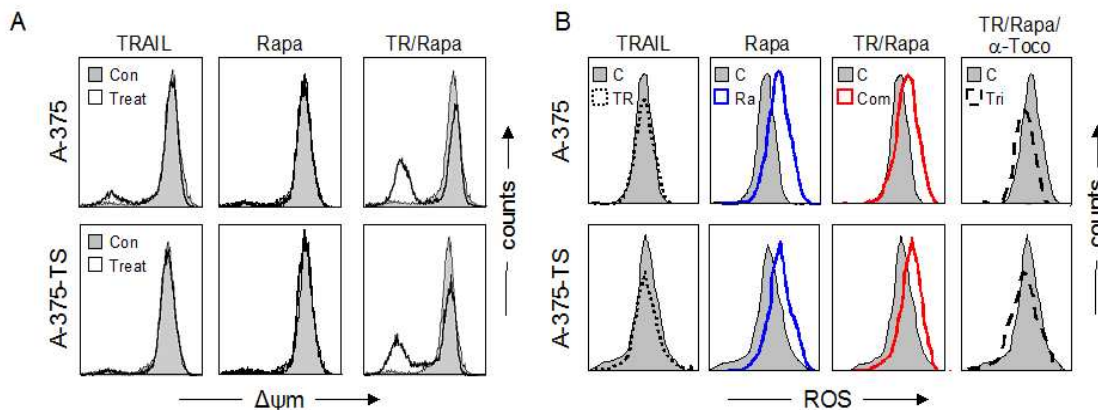 A
TRAIL Rapa TR/Rapa
Con
Treat
A-375
Con
Treat
A-375-TS
counts
Δψm
B
TRAIL Rapa TR/Rapa TR/Rapa/
α-Toco
C C C C
TR Ra Com Tri
A-375
A-375-TS
counts
ROS